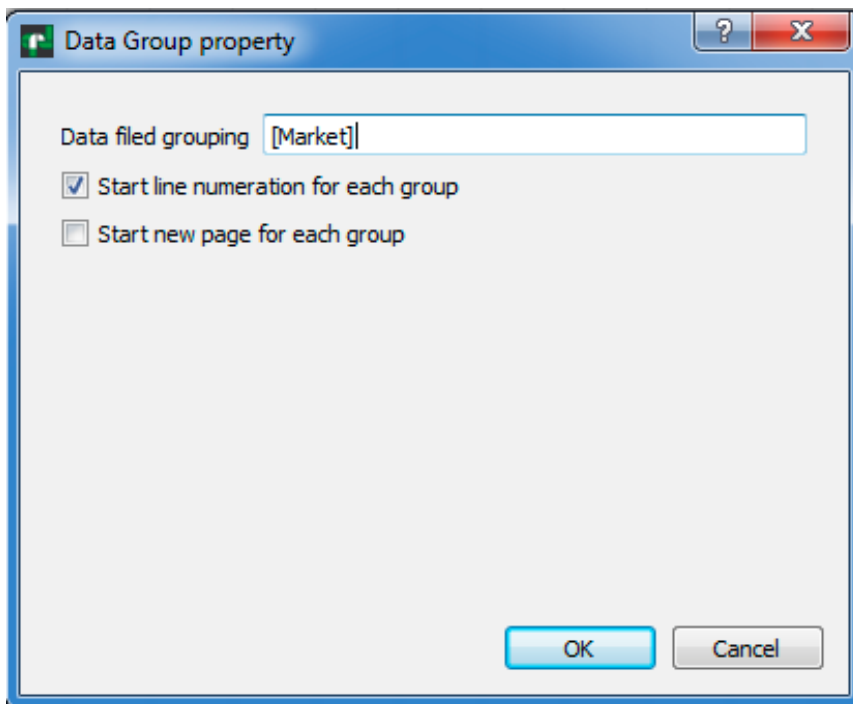 Data Group property
Data filed grouping [Market]
Start line numeration for each group
Start new page for each group
OK Cancel